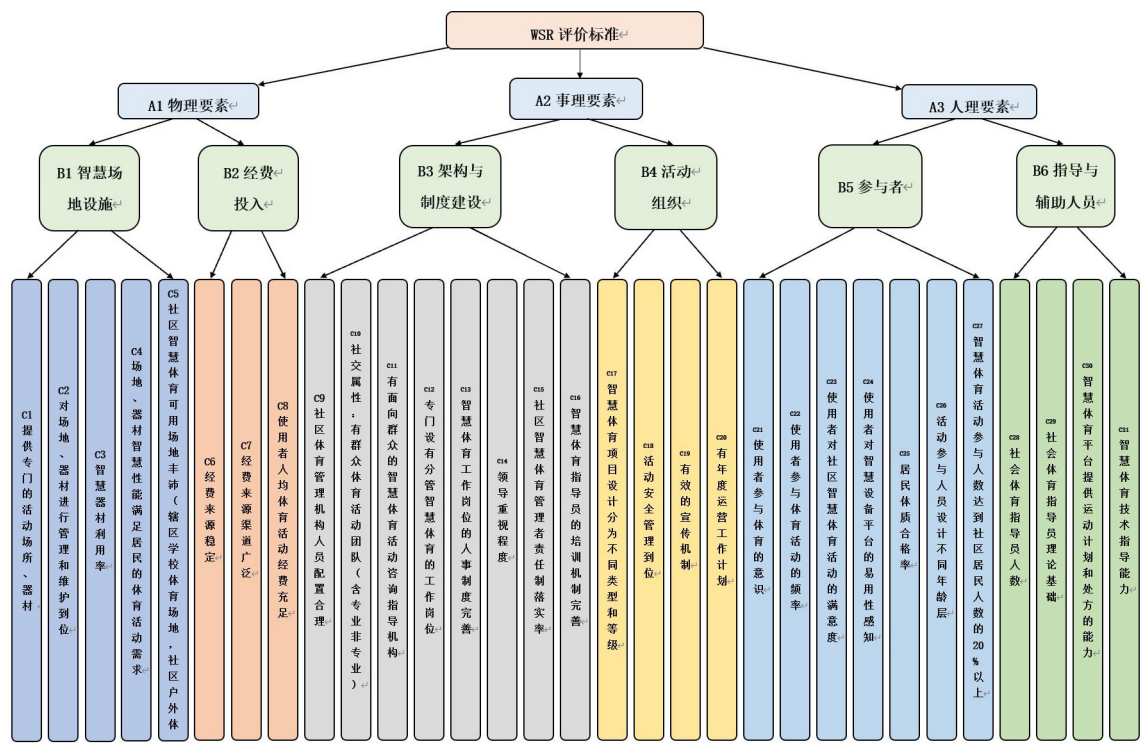 WSR 评价标准
A1 物理要素
A2 事理要素
A3 人理要素
B1 智慧场
地设施
B2 经费
投入
B3 架构与
制度建设
B4 活动
组织
B5 参与者
B6 指导与
辅助人员
C1 提供专门的活动场所、器材
C2 对场地、器材进行管理和维护到位
C3 智慧器材利用率
C4 场地、器材智慧性能满足居民的体育活动需求
C5 社区智慧体育可用场地丰沛（辖区学校体育场地，社区户外体
C6 经费来源稳定
C7 经费来源渠道广泛
C8 使用者人均体育活动经费充足
C9 社区体育管理机构人员配置合理
C10 社交属性：有群众体育活动团队（含专业非专业）
C11 有面向群众的智慧体育活动咨询指导机构
C12 专门设有分管智慧体育的工作岗位
C13 智慧体育工作岗位的人事制度完善
C14 领导重视程度
C15 社区智慧体育管理者责任制落实率
C16 智慧体育指导员的培训机制完善
C17 智慧体育项目设计分为不同类型和等级
C18 活动安全管理到位
C19 有效的宣传机制
C20 有年度运营工作计划
C21 使用者参与体育的意识
C22 使用者参与体育活动的频率
C23 使用者对社区智慧体育活动的满意度
C24 使用者对智慧设备平台的易用性感知
C25 居民体质合格率
C26 活动参与人员设计不同年龄层
C27 智慧体育活动参与人数达到社区居民人数的20%以上
C28 社会体育指导员人数
C29 社会体育指导员理论基础
C30 智慧体育平台提供运动计划和处方的能力
C31 智慧体育技术指导能力